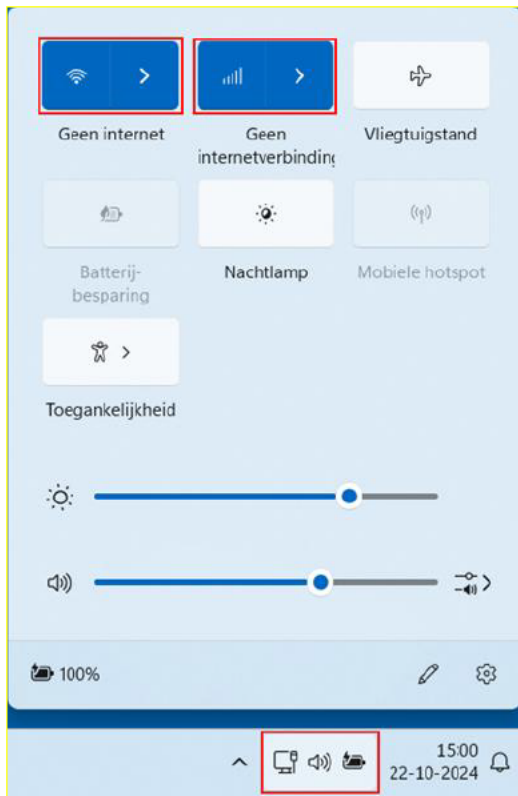 Geen internet
Geen
internetverbinding
Vliegtuigstand
Batterij-
besparing
Nachtlamp
Mobiele hotspot
Toegankelijkheid
100%
15:00
22-10-2024